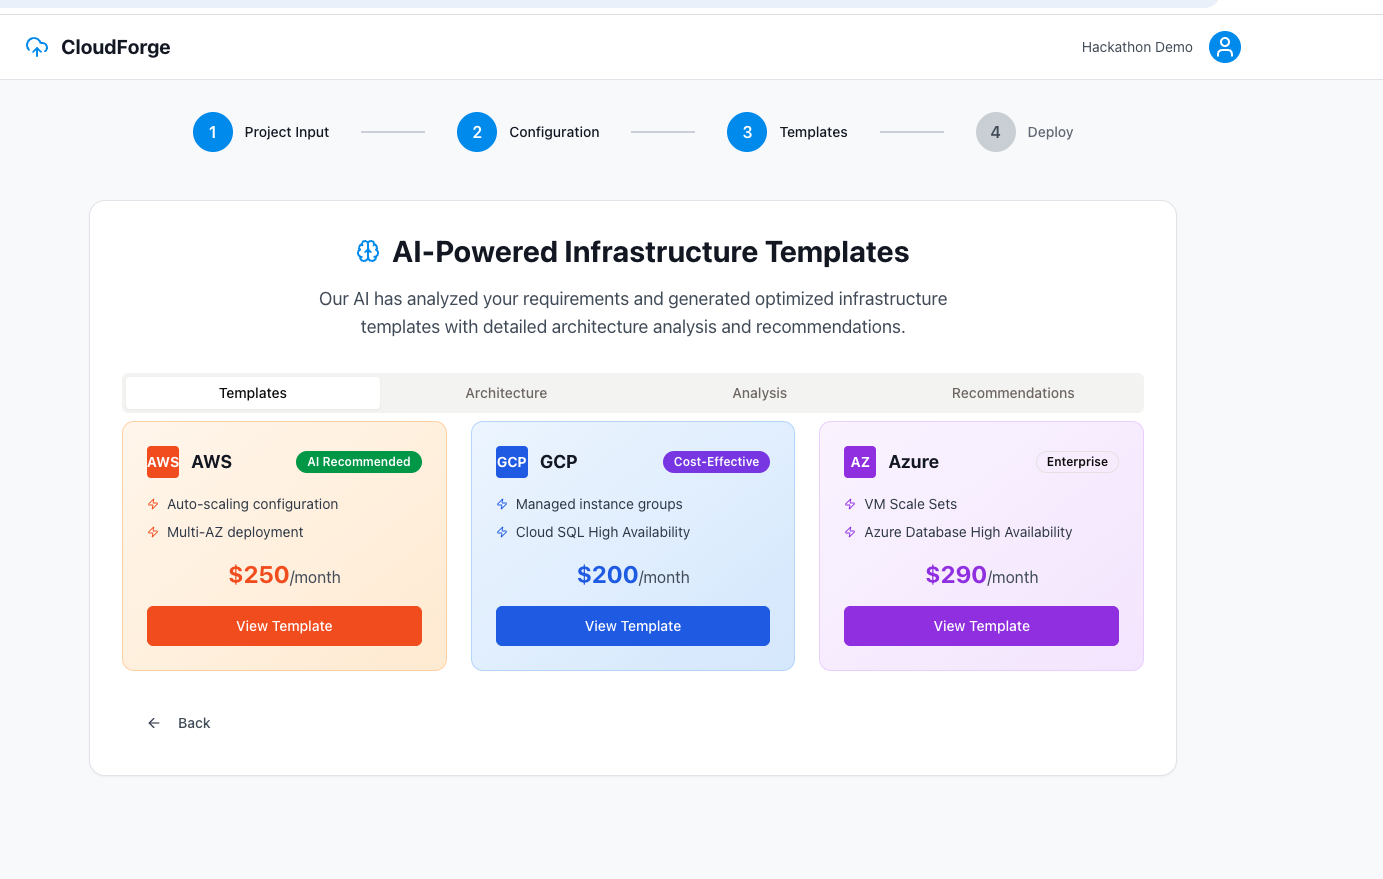 CloudForge
Hackathon Demo
1 Project Input
2 Configuration
3 Templates
4 Deploy
AI-Powered Infrastructure Templates
Our AI has analyzed your requirements and generated optimized infrastructure
templates with detailed architecture analysis and recommendations.
Templates
Architecture
Analysis
Recommendations
AWS AWS AI Recommended
Auto-scaling configuration
Multi-AZ deployment
$250/month
View Template
GCP GCP Cost-Effective
Managed instance groups
Cloud SQL High Availability
$200/month
View Template
AZ Azure Enterprise
VM Scale Sets
Azure Database High Availability
$290/month
View Template
Back